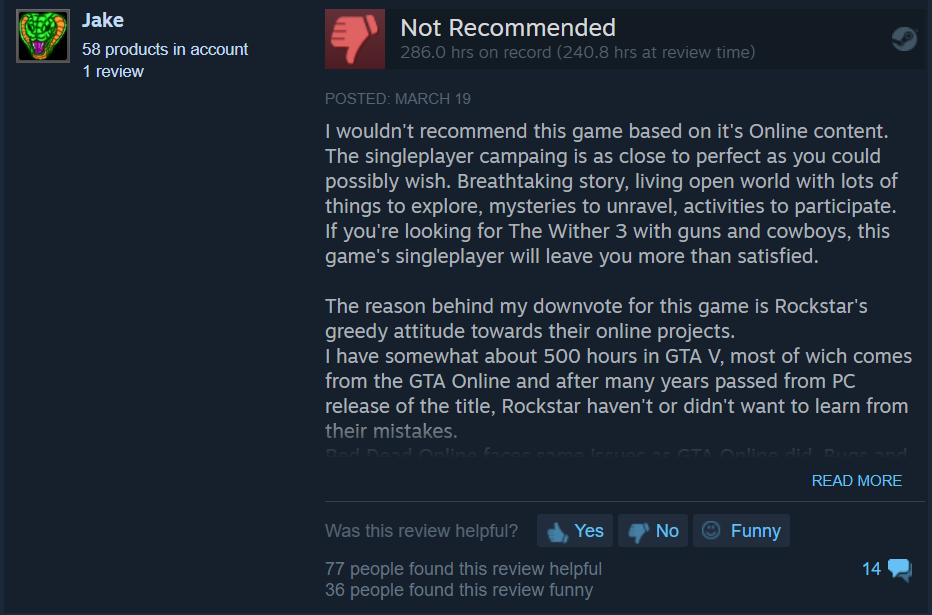 Jake
58 products in account
1 review
Not Recommended
286.0 hrs on record (240.8 hrs at review time)
POSTED: MARCH 19
I wouldn't recommend this game based on it's Online content.
The singleplayer campaing is as close to perfect as you could
possibly wish. Breathtaking story, living open world with lots of
things to explore, mysteries to unravel, activities to participate.
If you're looking for The Wither 3 with guns and cowboys, this
game's singleplayer will leave you more than satisfied.
The reason behind my downvote for this game is Rockstar's
greedy attitude towards their online projects.
I have somewhat about 500 hours in GTA V, most of wich comes
from the GTA Online and after many years passed from PC
release of the title, Rockstar haven't or didn't want to learn from
their mistakes.
Red Dead Online faces same issues as GTA Online did. Bugs and
READ MORE
Was this review helpful? Yes No Funny
77 people found this review helpful 14
36 people found this review funny